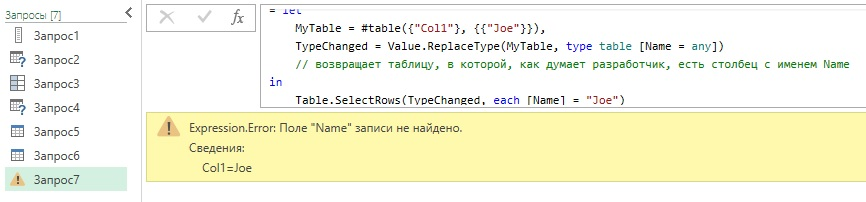 Запросы [7]
Запрос1
Запрос2
Запрос3
Запрос4
Запрос5
Запрос6
Запрос7
fx
= let
MyTable = #table({"Col1"}, {{"Joe"}}),
TypeChanged = Value.ReplaceType(MyTable, type table [Name = any])
// возвращает таблицу, в которой, как думает разработчик, есть столбец с именем Name
in
Table.SelectRows(TypeChanged, each [Name] = "Joe")
Expression.Error: Поле "Name" записи не найдено.
Сведения:
Col1=Joe